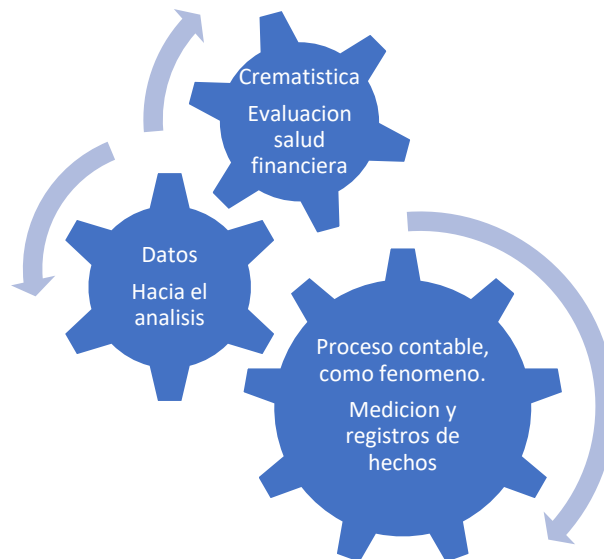 Crematistica
Evaluacion
salud
financiera
Datos
Hacia el
analisis
Proceso contable,
como fenomeno.
Medicion y
registros de
hechos